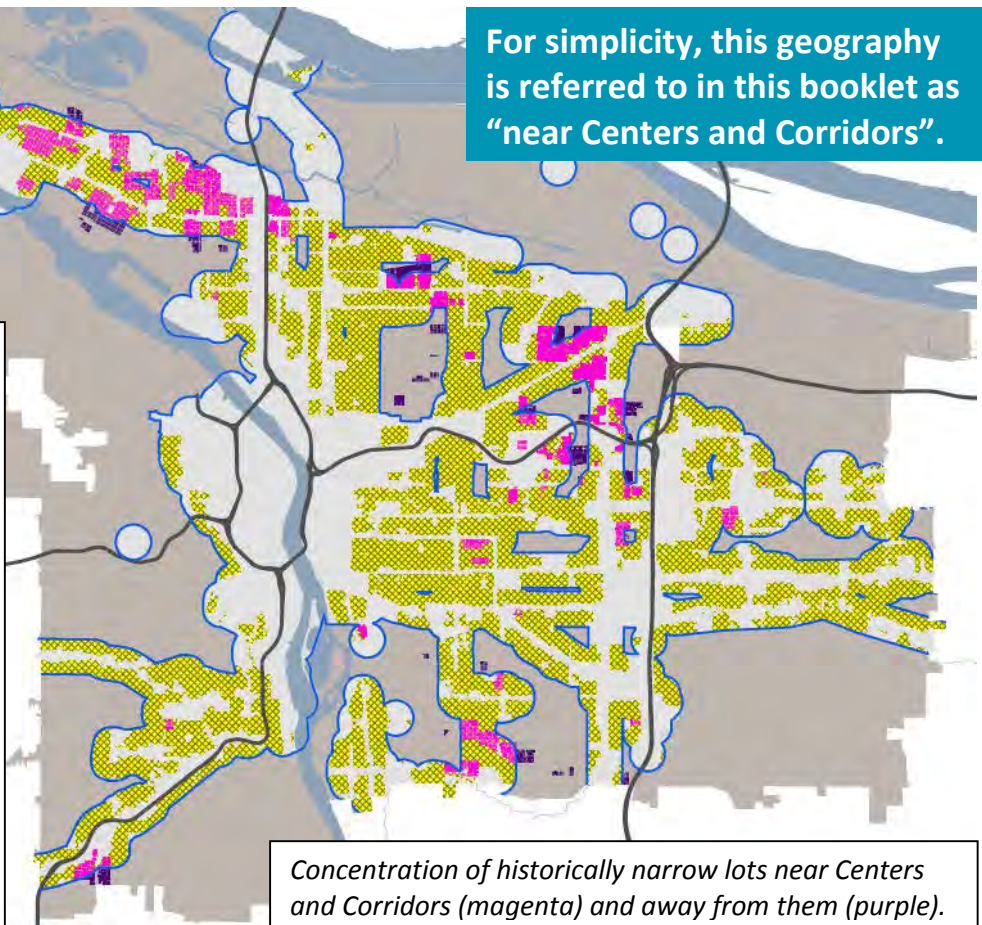 For simplicity, this geography
is referred to in this booklet as
“near Centers and Corridors”.
Concentration of historically narrow lots near Centers
and Corridors (magenta) and away from them (purple).